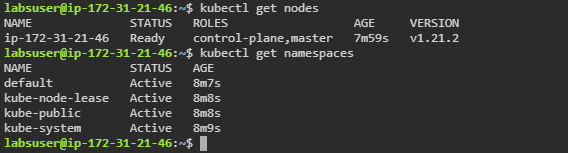 labsuser@ip-172-31-21-46:~$ kubectl get nodes
NAME              STATUS   ROLES                  AGE     VERSION
ip-172-31-21-46   Ready    control-plane,master   7m59s   v1.21.2
labsuser@ip-172-31-21-46:~$ kubectl get namespaces
NAME              STATUS   AGE
default           Active   8m7s
kube-node-lease   Active   8m8s
kube-public       Active   8m8s
kube-system       Active   8m9s
labsuser@ip-172-31-21-46:~$